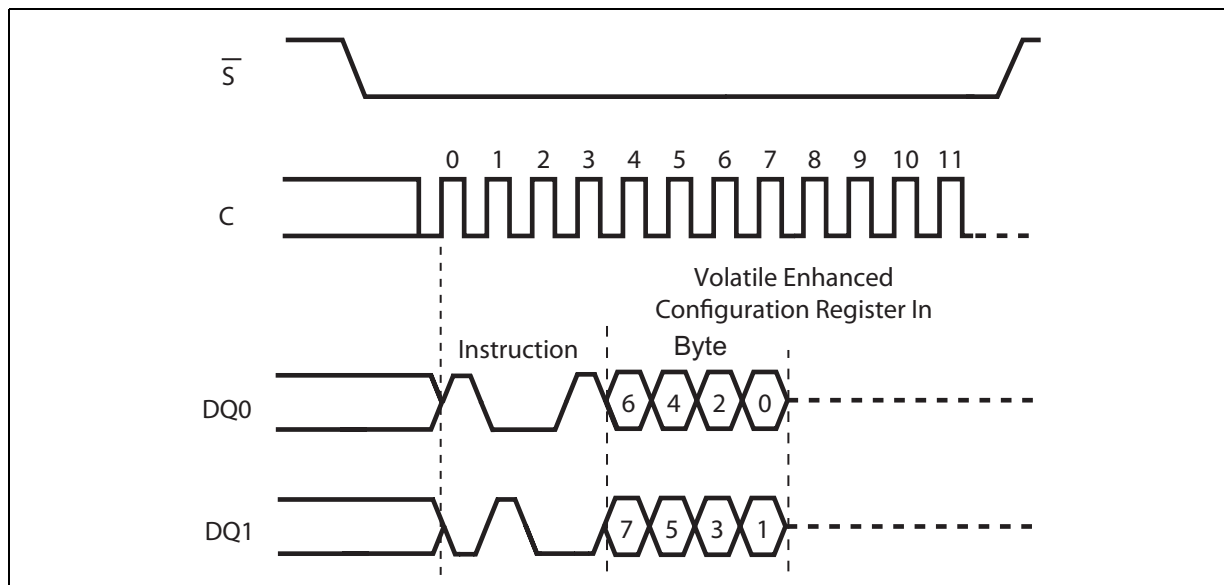 S
0 1 2 3 4 5 6 7 8 9 10 11
C
Volatile Enhanced
Configuration Register In
Instruction Byte
DQ0 6 4 2 0
DQ1 7 5 3 1